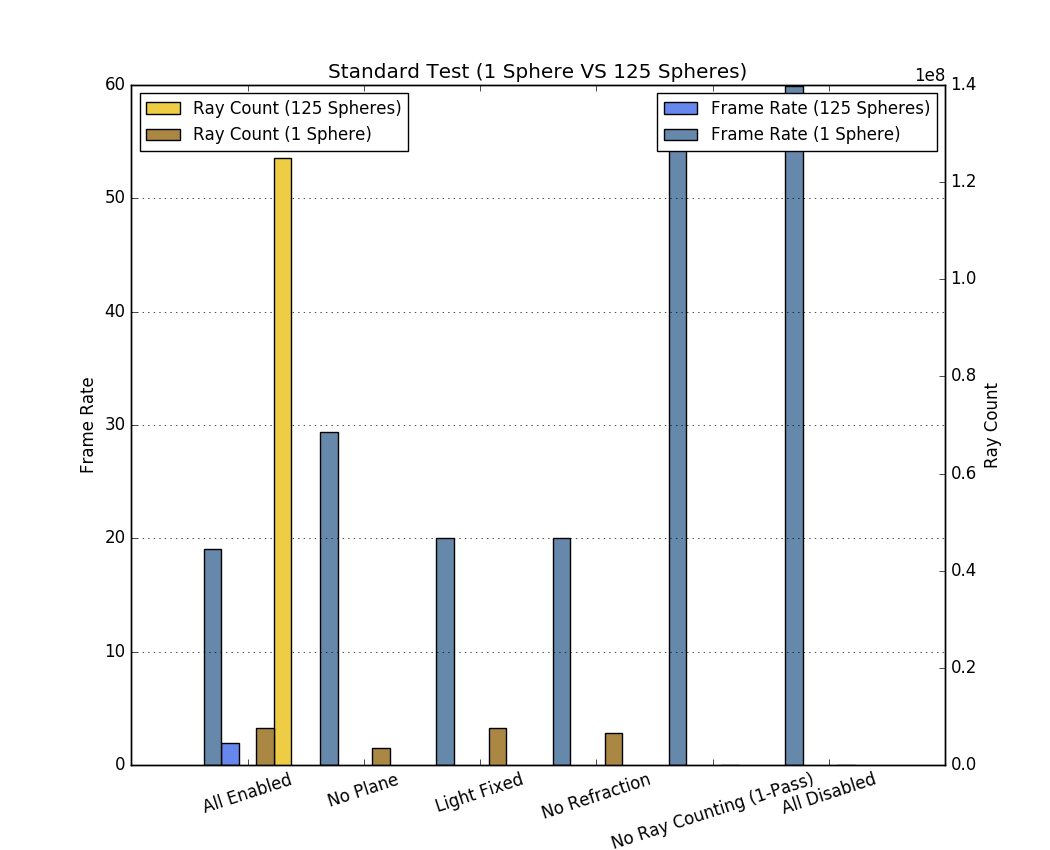 Standard Test (1 Sphere VS 125 Spheres)
1e8
60
50
40
30
20
10
0
Frame Rate
Ray Count (125 Spheres)
Ray Count (1 Sphere)
Frame Rate (125 Spheres)
Frame Rate (1 Sphere)
1.4
1.2
1.0
0.8
0.6
0.4
0.2
0.0
Ray Count
All Enabled
No Plane
Light Fixed
No Refraction
No Ray Counting (1-Pass)
All Disabled